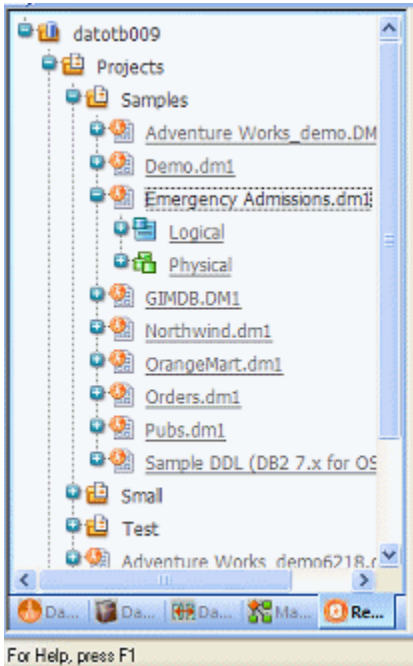 datotb009
Projects
Samples
Adventure Works_demo.DM
Demo.dm1
Emergency Admissions.dm1
Logical
Physical
GIMDB.DM1
Northwind.dm1
OrangeMart.dm1
Orders.dm1
Pubs.dm1
Sample DDL (DB2 7.x for OS
Small
Test
Adventure Works_demo6218.d
Da... Da... Da... Ma... Re...
For Help, press F1